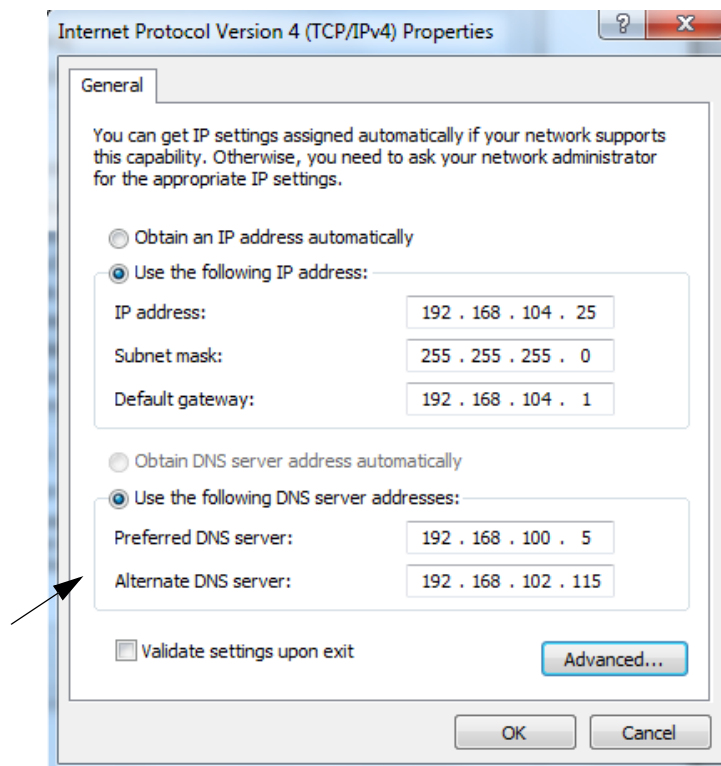 Internet Protocol Version 4 (TCP/IPv4) Properties
? X
General
You can get IP settings assigned automatically if your network supports
this capability. Otherwise, you need to ask your network administrator
for the appropriate IP settings.
Obtain an IP address automatically
Use the following IP address:
IP address: 192 . 168 . 104 . 25
Subnet mask: 255 . 255 . 255 . 0
Default gateway: 192 . 168 . 104 . 1
Obtain DNS server address automatically
Use the following DNS server addresses:
Preferred DNS server: 192 . 168 . 100 . 5
Alternate DNS server: 192 . 168 . 102 . 115
Validate settings upon exit
Advanced...
OK Cancel